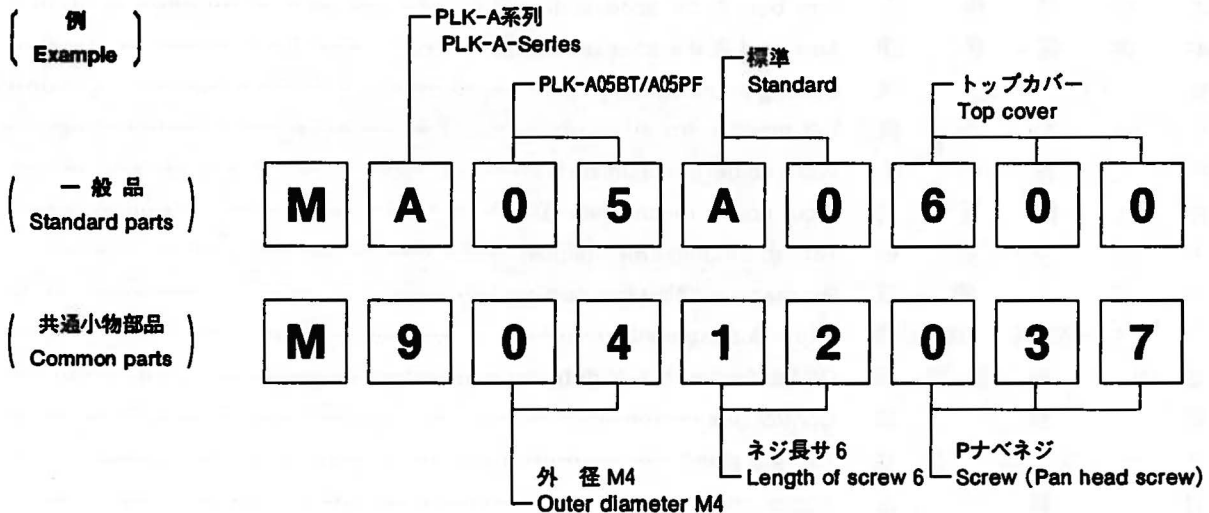 例
Example
PLK-A系列
PLK-A-Series
PLK-A05BT/A05PF
標準
Standard
トップカバー
Top cover
一般品
Standard parts
M A 0 5 A 0 6 0 0
共通小物部品
Common parts
M 9 0 4 1 2 0 3 7
外 径 M4
Outer diameter M4
ネジ長サ 6
Length of screw 6
Pナベネジ
Screw (Pan head screw)